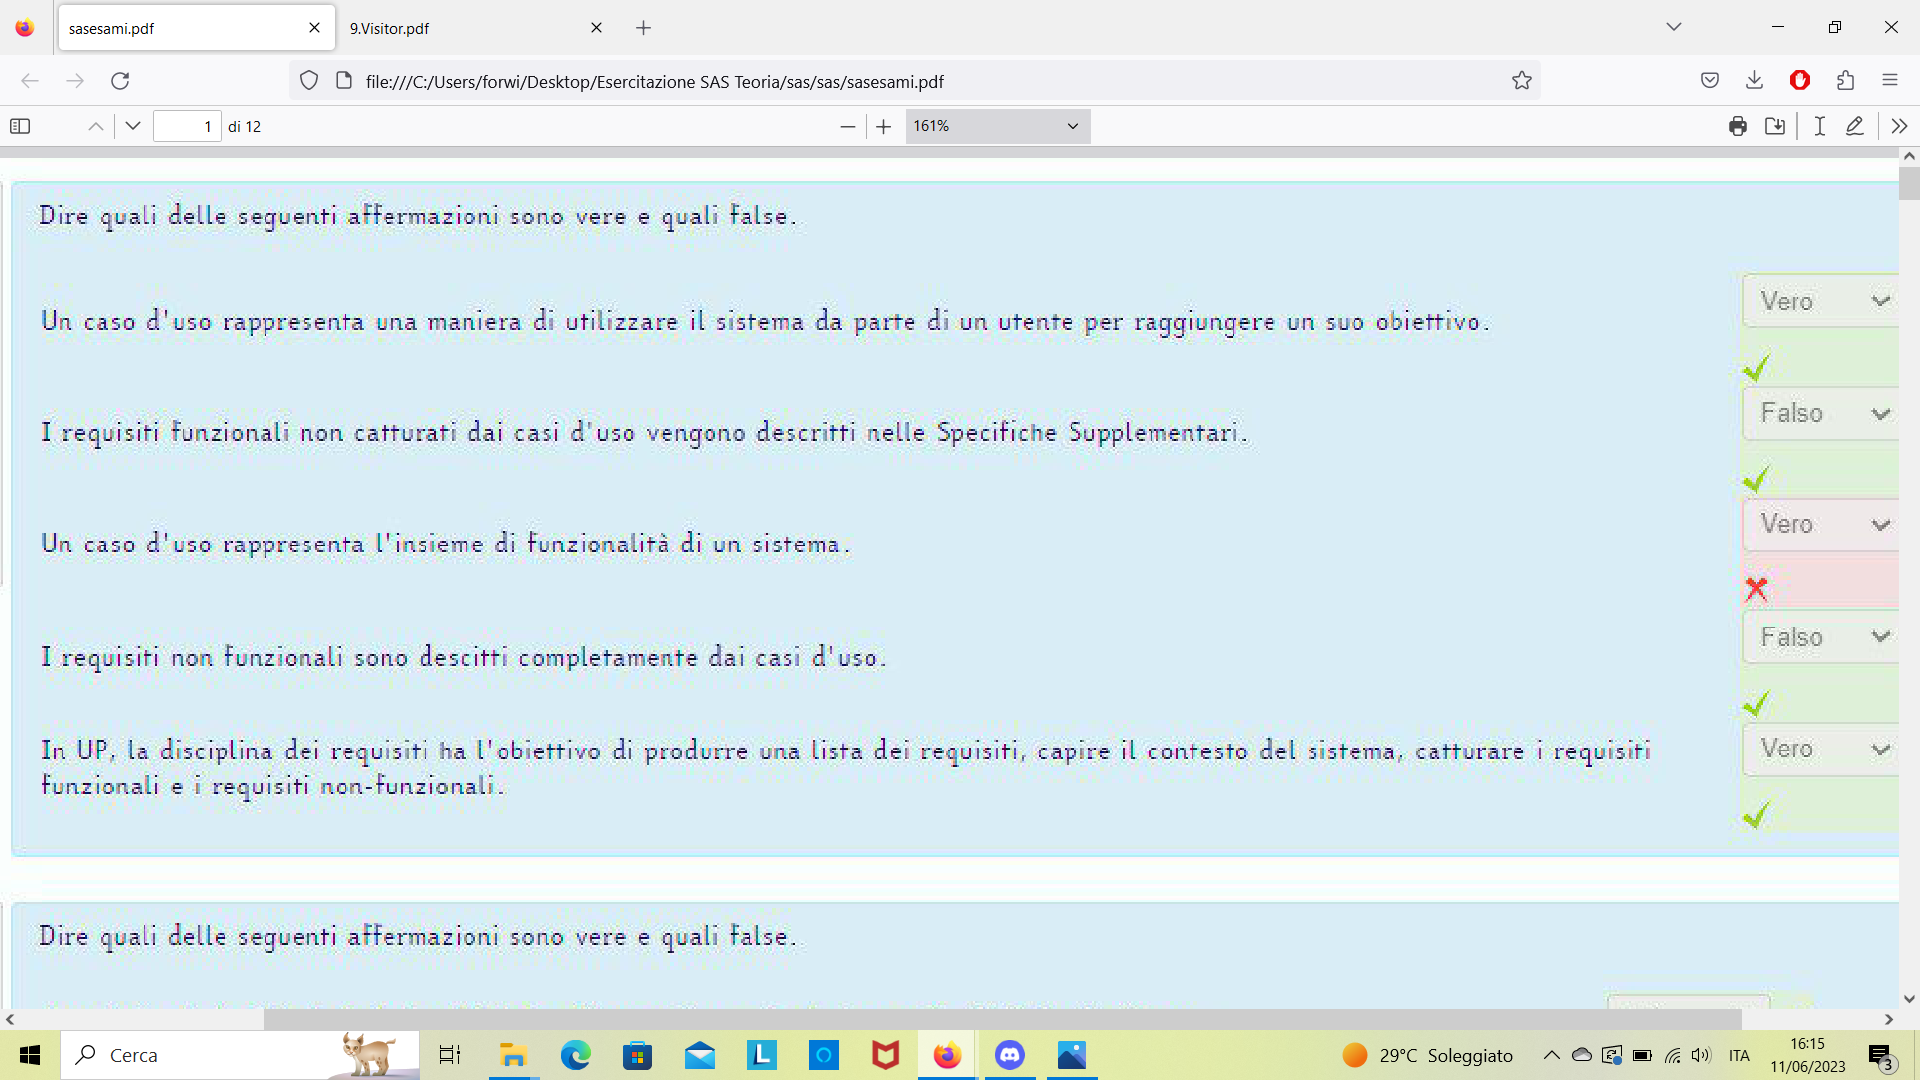 sasesami.pdf
9.Visitor.pdf
file:///C:/Users/forwi/Desktop/Esercitazione SAS Teoria/sas/sas/sasesami.pdf
1 di 12
161%
Dire quali delle seguenti affermazioni sono vere e quali false.
Un caso d'uso rappresenta una maniera di utilizzare il sistema da parte di un utente per raggiungere un suo obiettivo.
Vero
I requisiti funzionali non catturati dai casi d'uso vengono descritti nelle Specifiche Supplementari.
Falso
Un caso d'uso rappresenta l'insieme di funzionalità di un sistema.
Vero
I requisiti non funzionali sono descitti completamente dai casi d'uso.
Falso
In UP, la disciplina dei requisiti ha l'obiettivo di produrre una lista dei requisiti, capire il contesto del sistema, catturare i requisiti
funzionali e i requisiti non-funzionali.
Vero
Dire quali delle seguenti affermazioni sono vere e quali false.
Cerca
L
29°C Soleggiato
ITA
16:15
11/06/2023
3